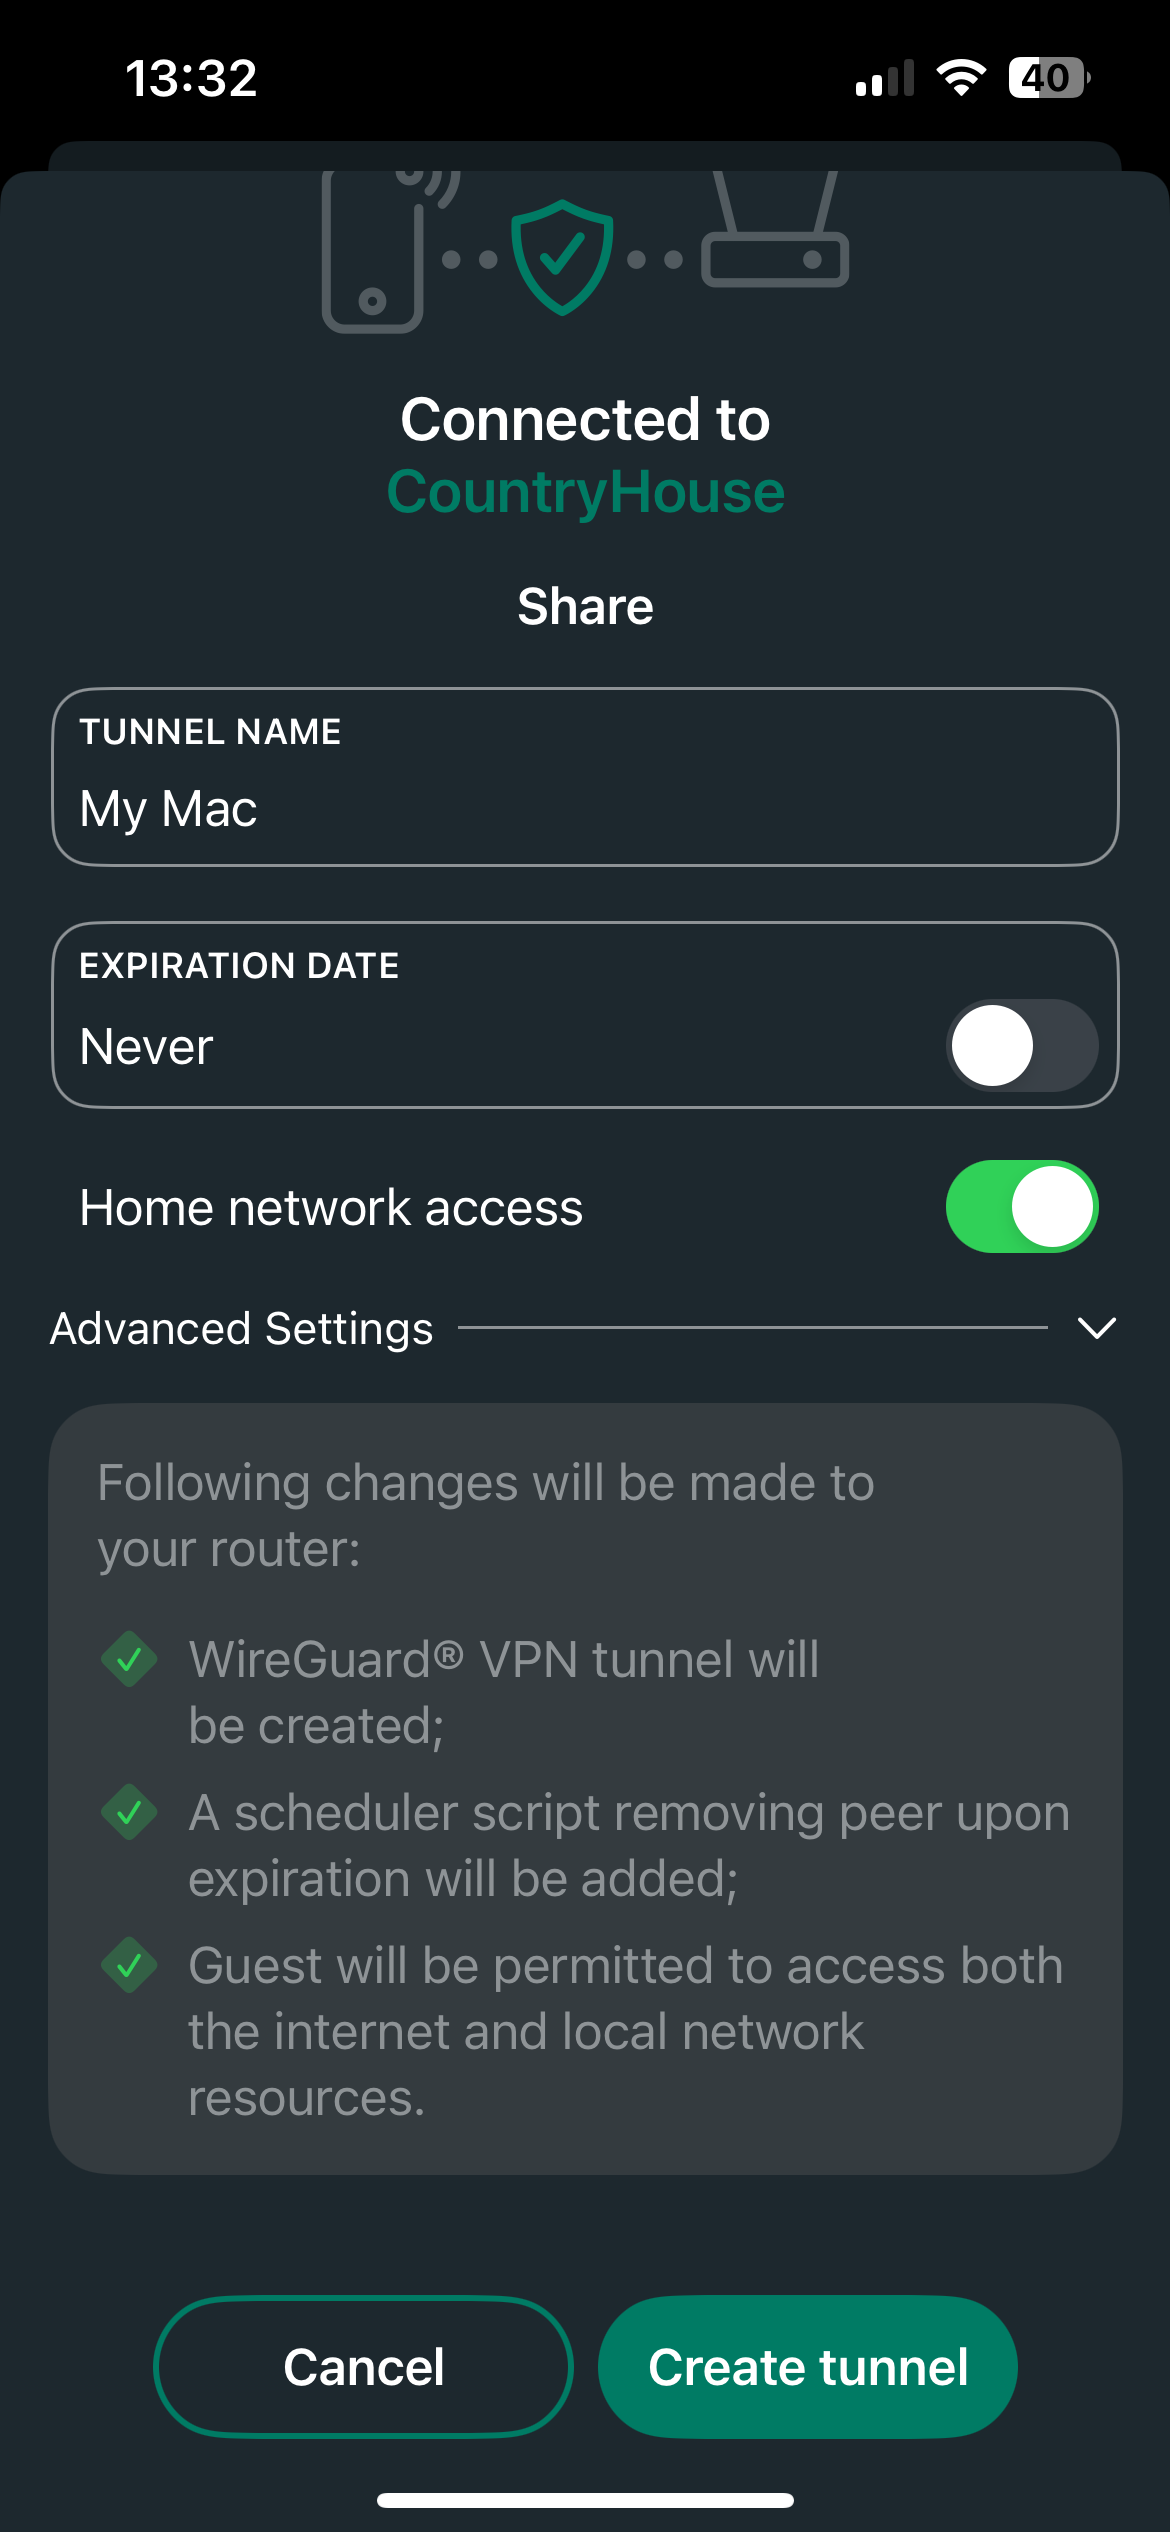 13:32
40
Connected to
CountryHouse
Share
TUNNEL NAME
My Mac
EXPIRATION DATE
Never
Home network access
Advanced Settings
Following changes will be made to
your router:
WireGuard® VPN tunnel will
be created;
A scheduler script removing peer upon
expiration will be added;
Guest will be permitted to access both
the internet and local network
resources.
Cancel
Create tunnel